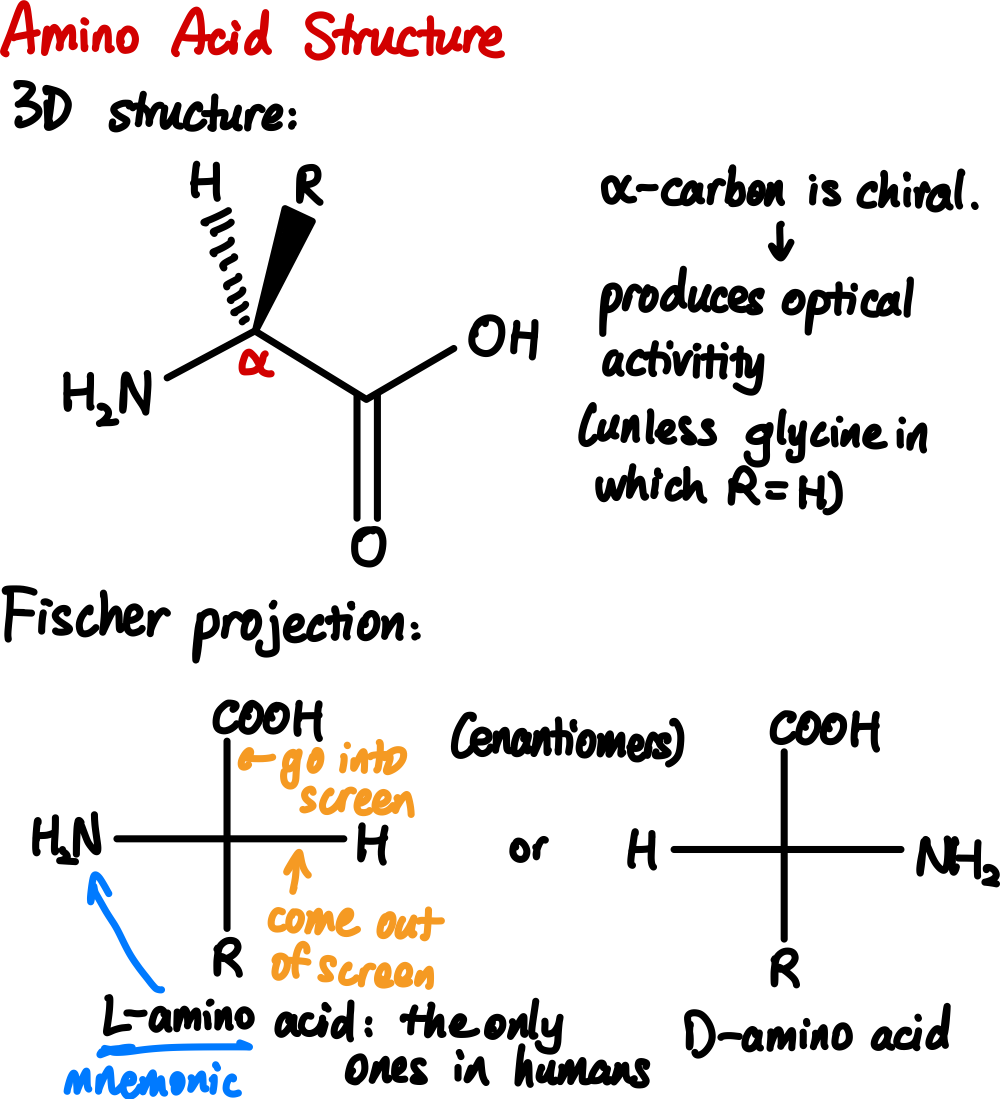 Amino Acid Structure
3D structure:
H R
α-carbon is chiral.
↓
produces optical
activitity
(unless glycine in
which R=H)
OH
α
H₂N
O
Fischer projection:
COOH
←go into
screen
H₂N
H
come out
of screen
R
(enantiomers)
or
COOH
H
NH₂
R
L-amino acid: the only
ones in humans
mnemonic
D-amino acid